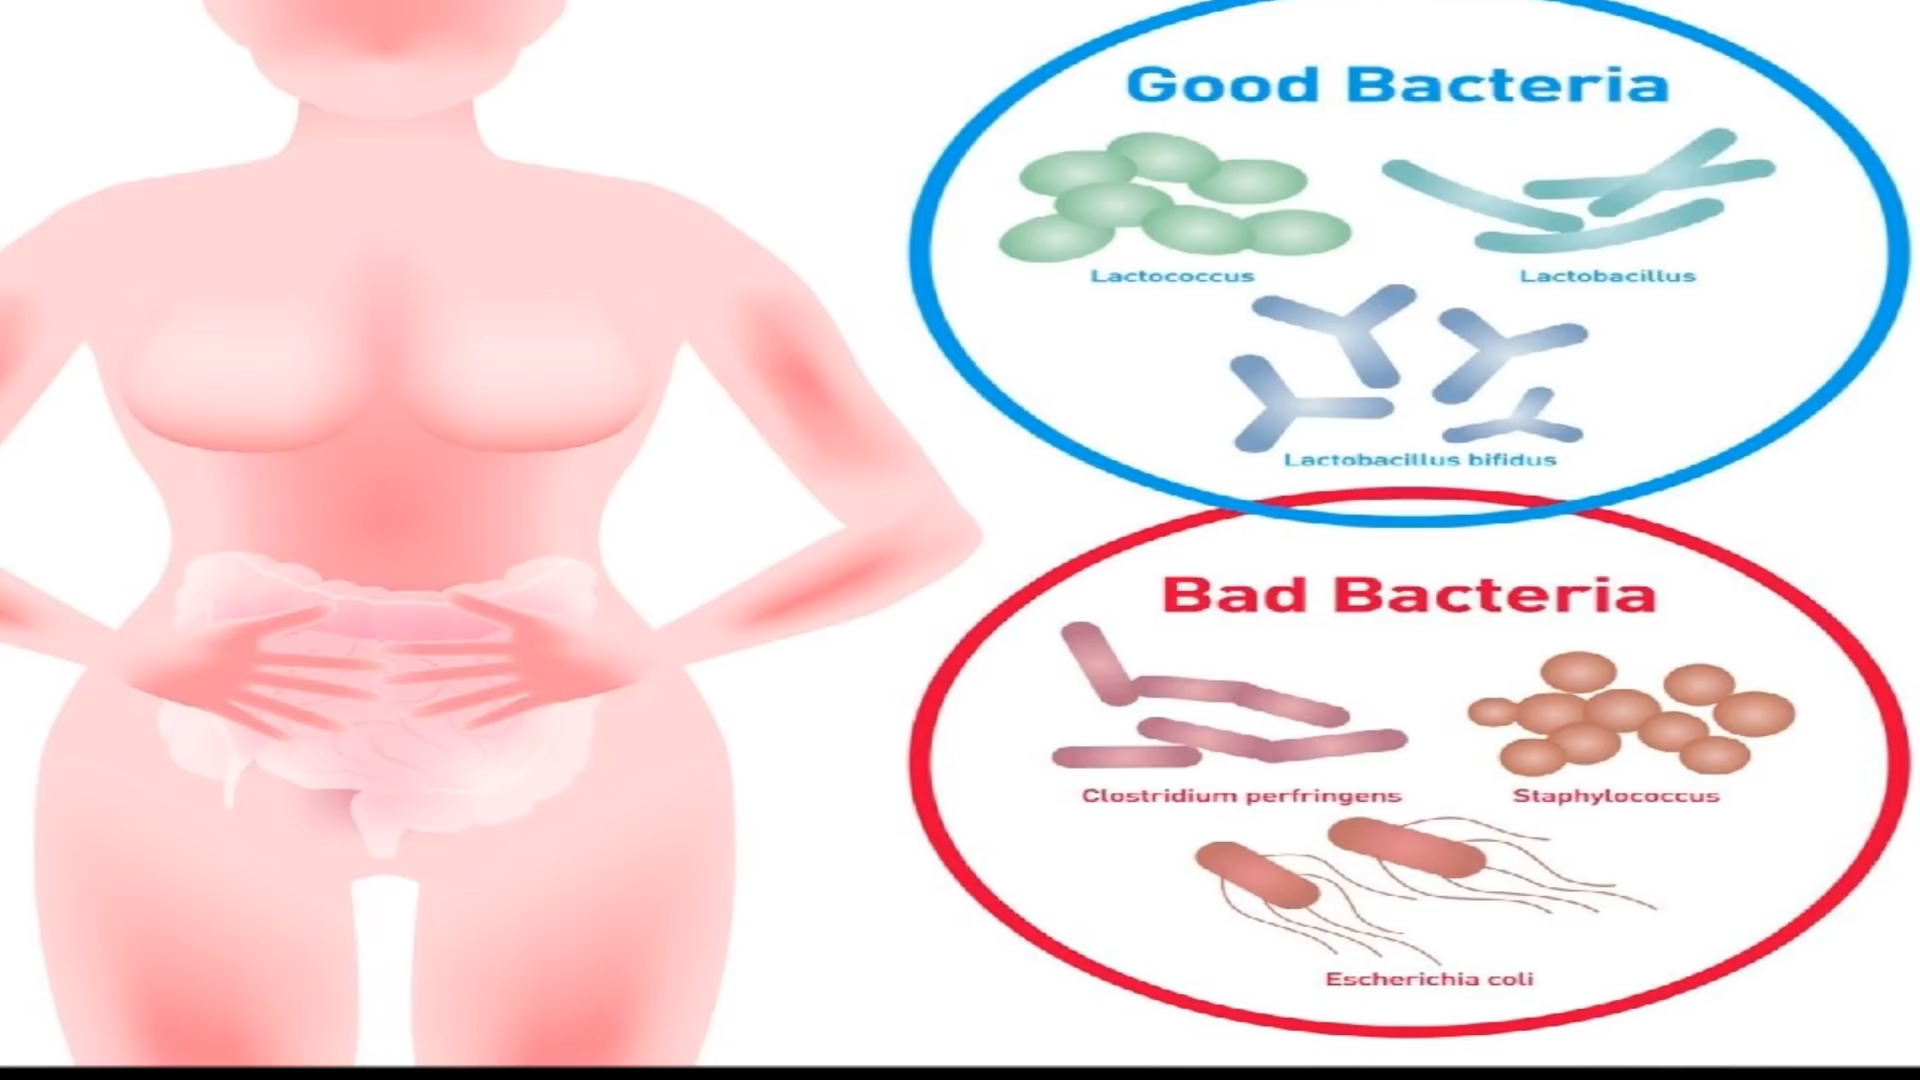 Good Bacteria
Lactococcus
Lactobacillus
Lactobacillus bifidus
Bad Bacteria
Clostridium perfringens
Staphylococcus
Escherichia coli